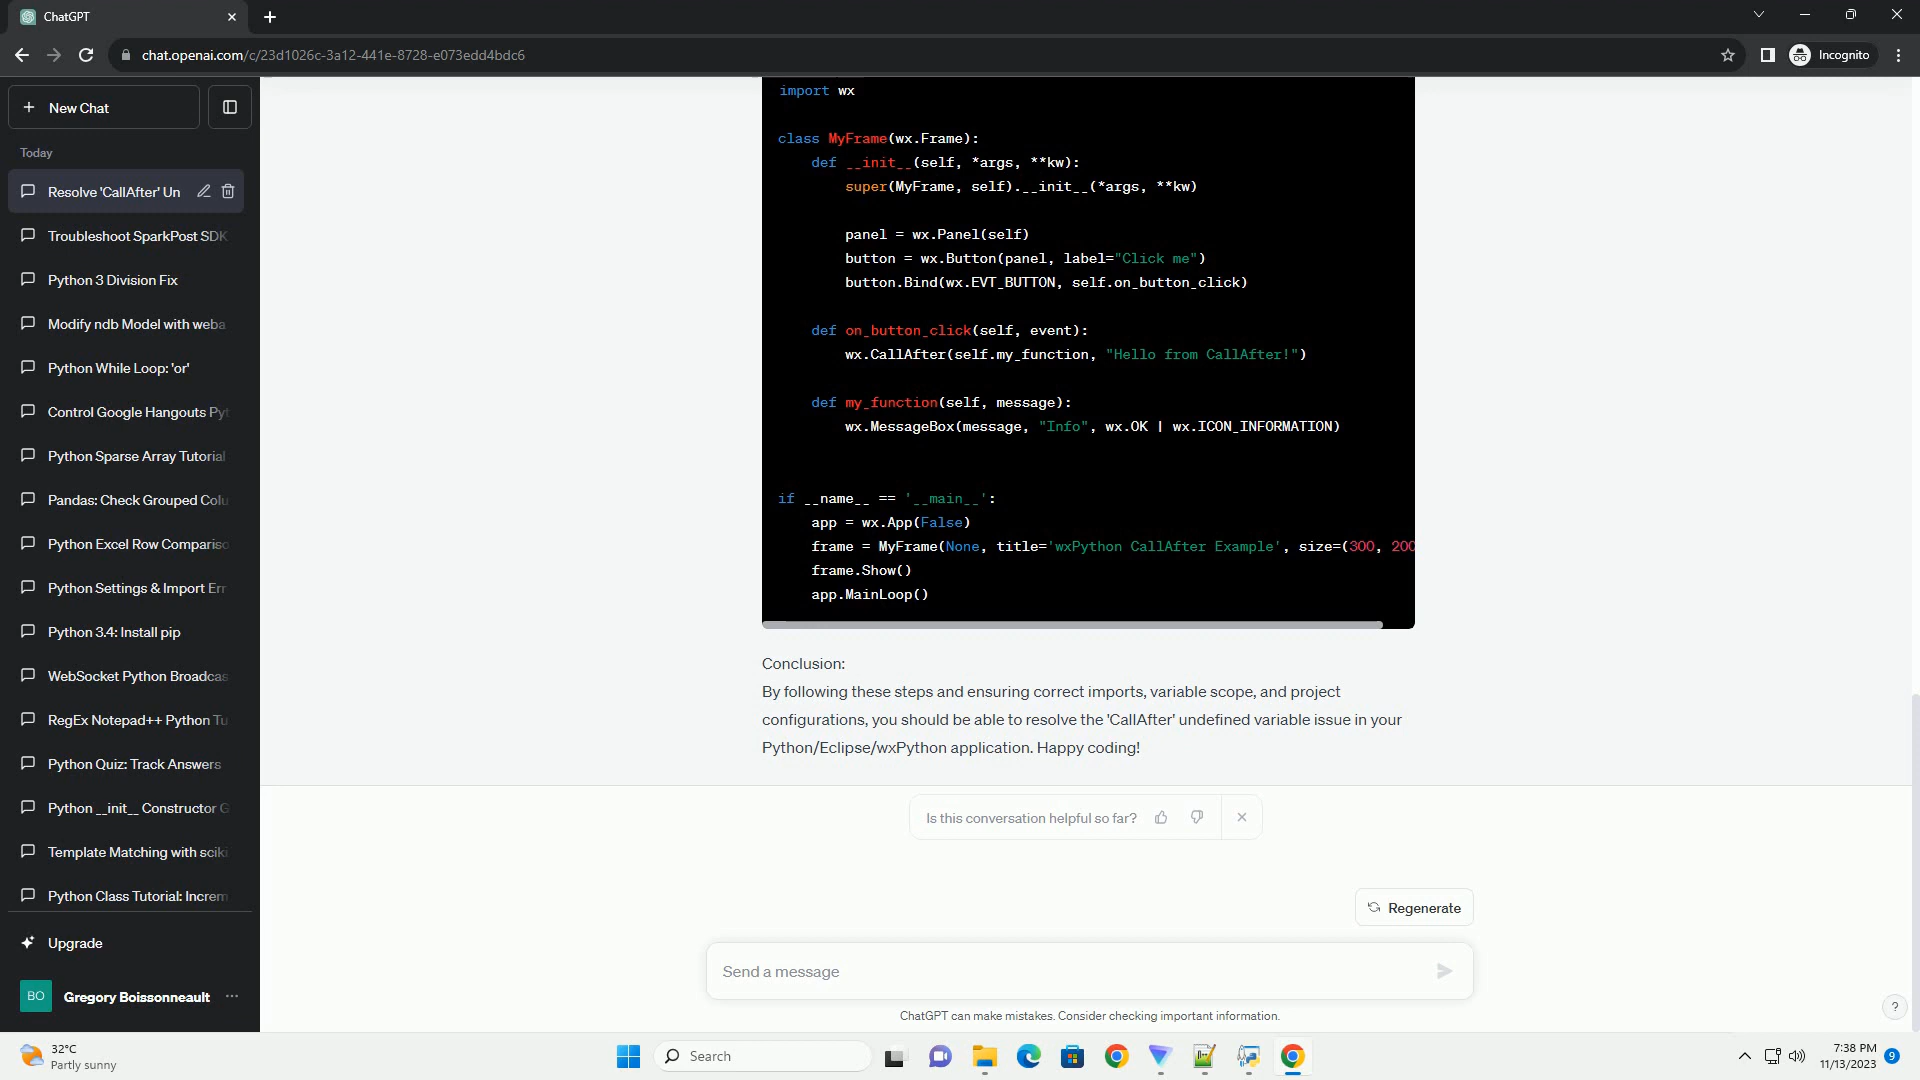 ChatGPT
chat.openai.com/c/23d1026c-3a12-441e-8728-e073edd4bdc6
Incognito
New Chat
Today
Resolve 'CallAfter' Un
Troubleshoot SparkPost SDK
Python 3 Division Fix
Modify ndb Model with weba
Python While Loop: 'or'
Control Google Hangouts Pyt
Python Sparse Array Tutorial
Pandas: Check Grouped Colu
Python Excel Row Compariso
Python Settings & Import Err
Python 3.4: Install pip
WebSocket Python Broadcas
RegEx Notepad++ Python Tu
Python Quiz: Track Answers
Python __init__ Constructor G
Template Matching with sciki
Python Class Tutorial: Increm
Upgrade
BO Gregory Boissonneault
import wx
class MyFrame(wx.Frame):
def __init__(self, *args, **kw):
super(MyFrame, self).__init__(*args, **kw)
panel = wx.Panel(self)
button = wx.Button(panel, label="Click me")
button.Bind(wx.EVT_BUTTON, self.on_button_click)
def on_button_click(self, event):
wx.CallAfter(self.my_function, "Hello from CallAfter!")
def my_function(self, message):
wx.MessageBox(message, "Info", wx.OK | wx.ICON_INFORMATION)
if __name__ == '__main__':
app = wx.App(False)
frame = MyFrame(None, title='wxPython CallAfter Example', size=(300, 200
frame.Show()
app.MainLoop()
Conclusion:
By following these steps and ensuring correct imports, variable scope, and project
configurations, you should be able to resolve the 'CallAfter' undefined variable issue in your
Python/Eclipse/wxPython application. Happy coding!
Is this conversation helpful so far?
Regenerate
Send a message
ChatGPT can make mistakes. Consider checking important information.
?
32°C
Partly sunny
Search
7:38 PM
11/13/2023
9